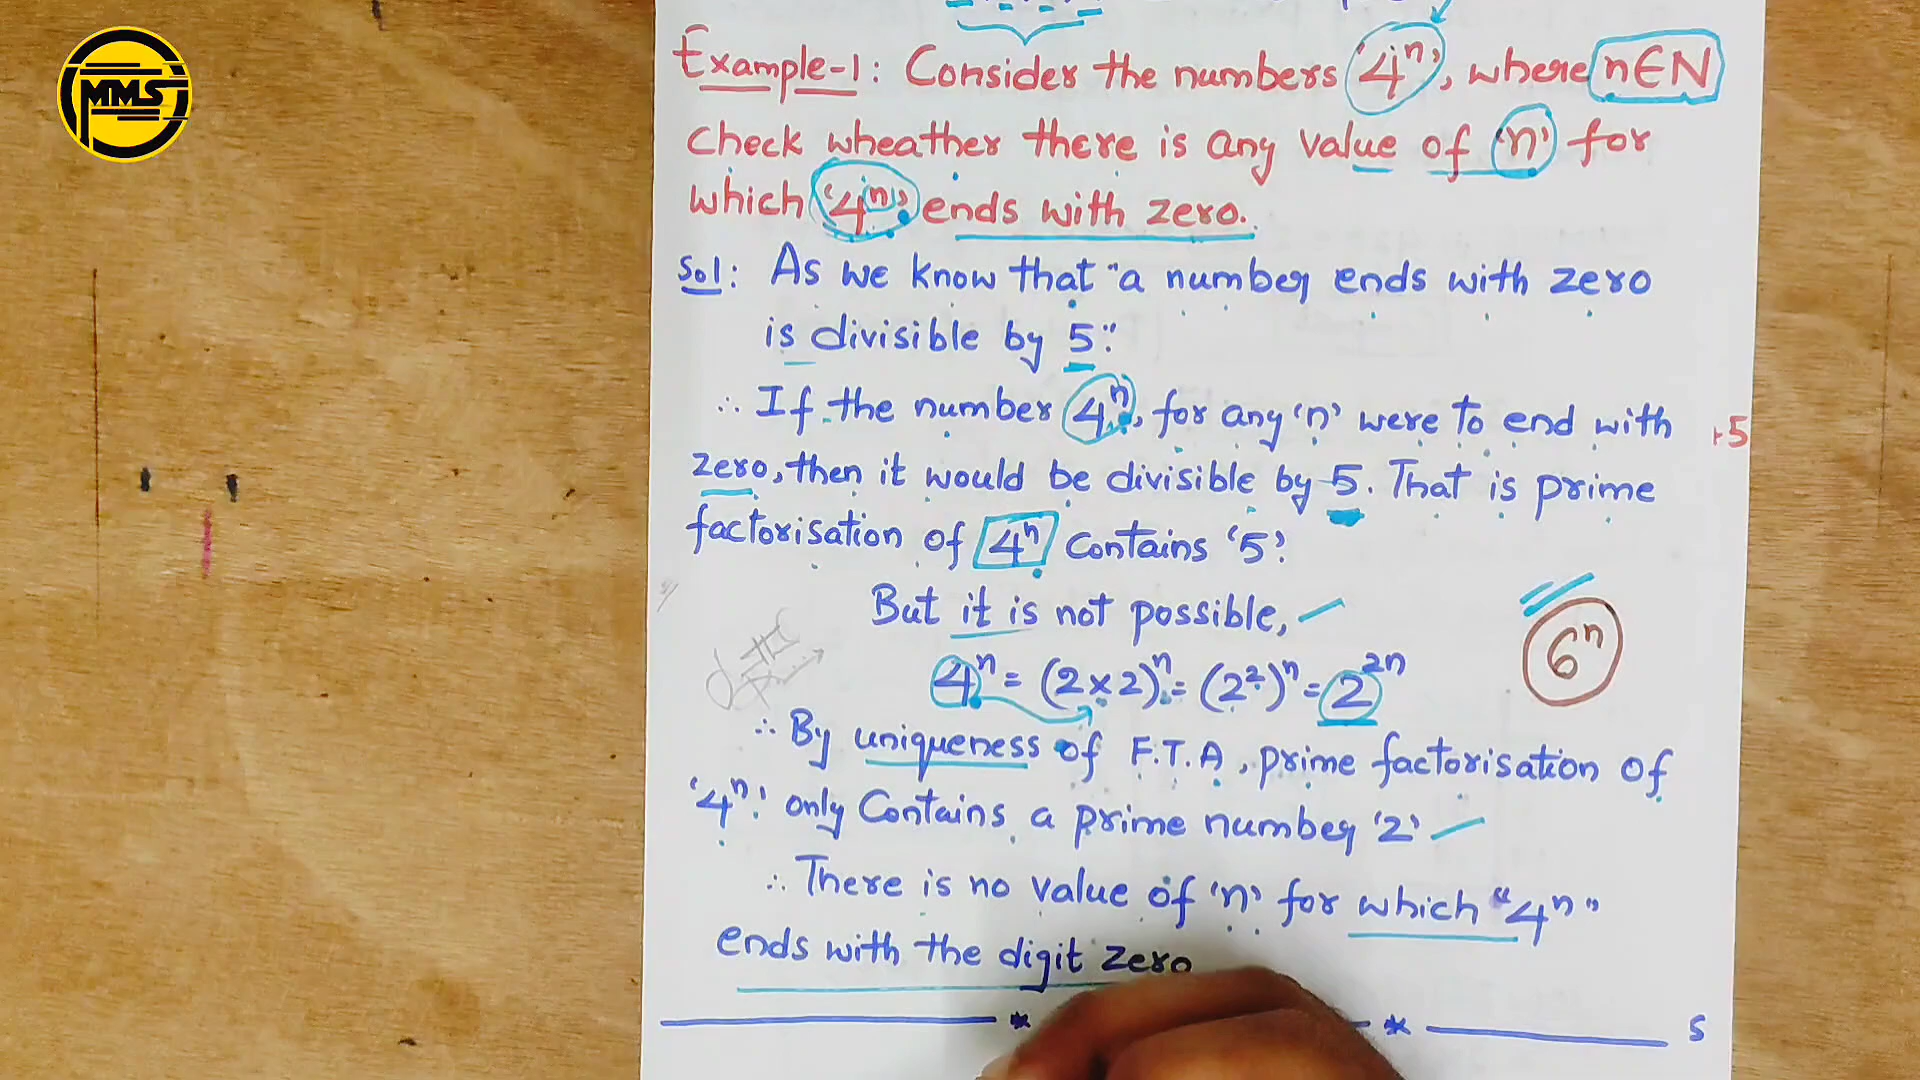 MMS
Example-1: Consider the numbers '4ⁿ', where n∈N
check wheather there is any value of 'n' for
which '4ⁿ' ends with zero.
Sol: As we know that "a number ends with zero
is divisible by 5"
∴ If the number 4ⁿ, for any 'n' were to end with
zero, then it would be divisible by 5. That is prime
factorisation of 4ⁿ contains '5'.
But it is not possible,
4ⁿ = (2×2)ⁿ = (2²)ⁿ = 2²ⁿ
6ⁿ
∴ By uniqueness of F.T.A, prime factorisation of
'4ⁿ' only Contains a prime number '2'
∴ There is no value of 'n' for which "4ⁿ"
ends with the digit zero